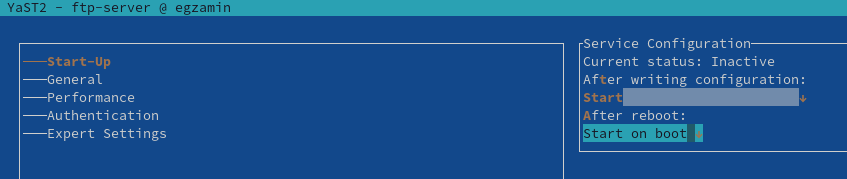 YaST2 - ftp-server @ egzamin
Start-Up
General
Performance
Authentication
Expert Settings
Service Configuration
Current status: Inactive
After writing configuration:
Start
After reboot:
Start on boot